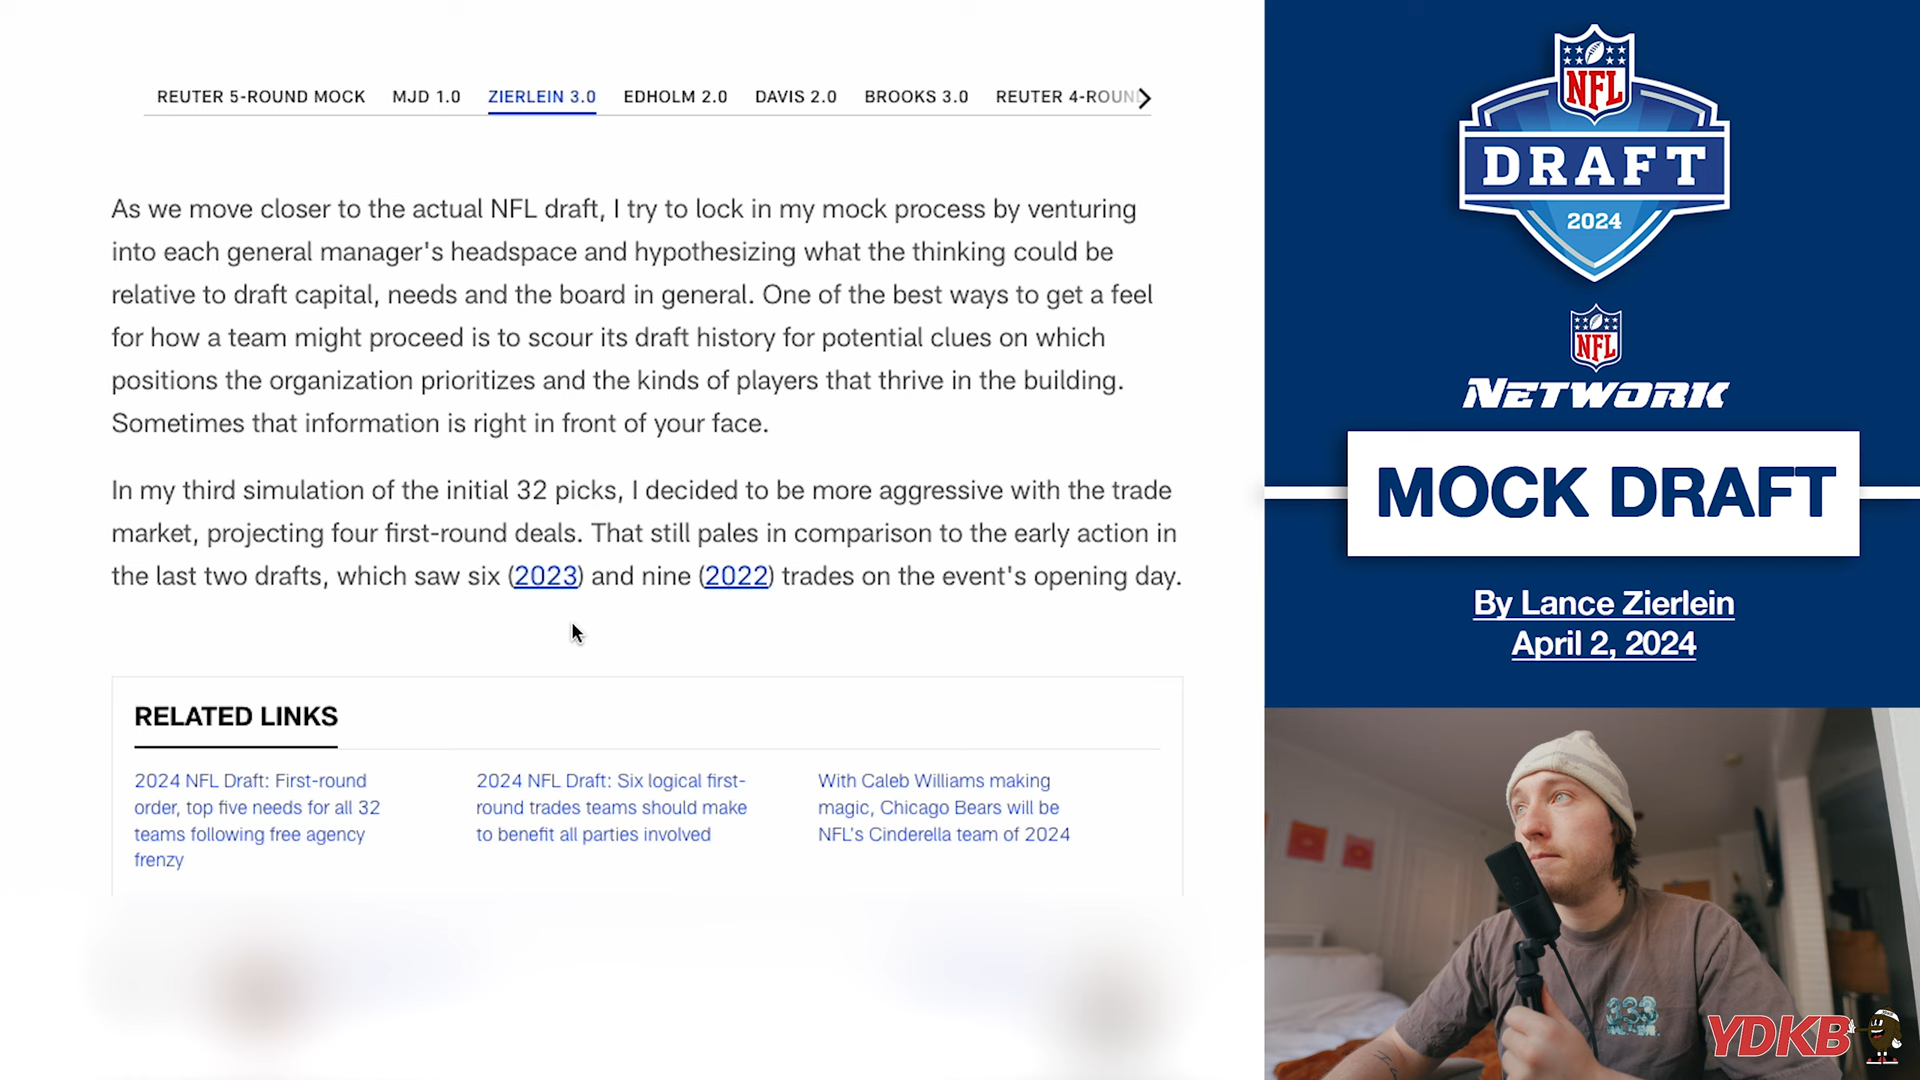 REUTER 5-ROUND MOCK MJD 1.0 ZIERLEIN 3.0 EDHOLM 2.0 DAVIS 2.0 BROOKS 3.0 REUTER 4-ROUN
As we move closer to the actual NFL draft, I try to lock in my mock process by venturing
into each general manager's headspace and hypothesizing what the thinking could be
relative to draft capital, needs and the board in general. One of the best ways to get a feel
for how a team might proceed is to scour its draft history for potential clues on which
positions the organization prioritizes and the kinds of players that thrive in the building.
Sometimes that information is right in front of your face.
In my third simulation of the initial 32 picks, I decided to be more aggressive with the trade
market, projecting four first-round deals. That still pales in comparison to the early action in
the last two drafts, which saw six (2023) and nine (2022) trades on the event's opening day.
RELATED LINKS
2024 NFL Draft: First-round
order, top five needs for all 32
teams following free agency
frenzy
2024 NFL Draft: Six logical first-
round trades teams should make
to benefit all parties involved
With Caleb Williams making
magic, Chicago Bears will be
NFL's Cinderella team of 2024
NFL
DRAFT
2024
NFL
NETWORK
MOCK DRAFT
By Lance Zierlein
April 2, 2024
333
YDKB